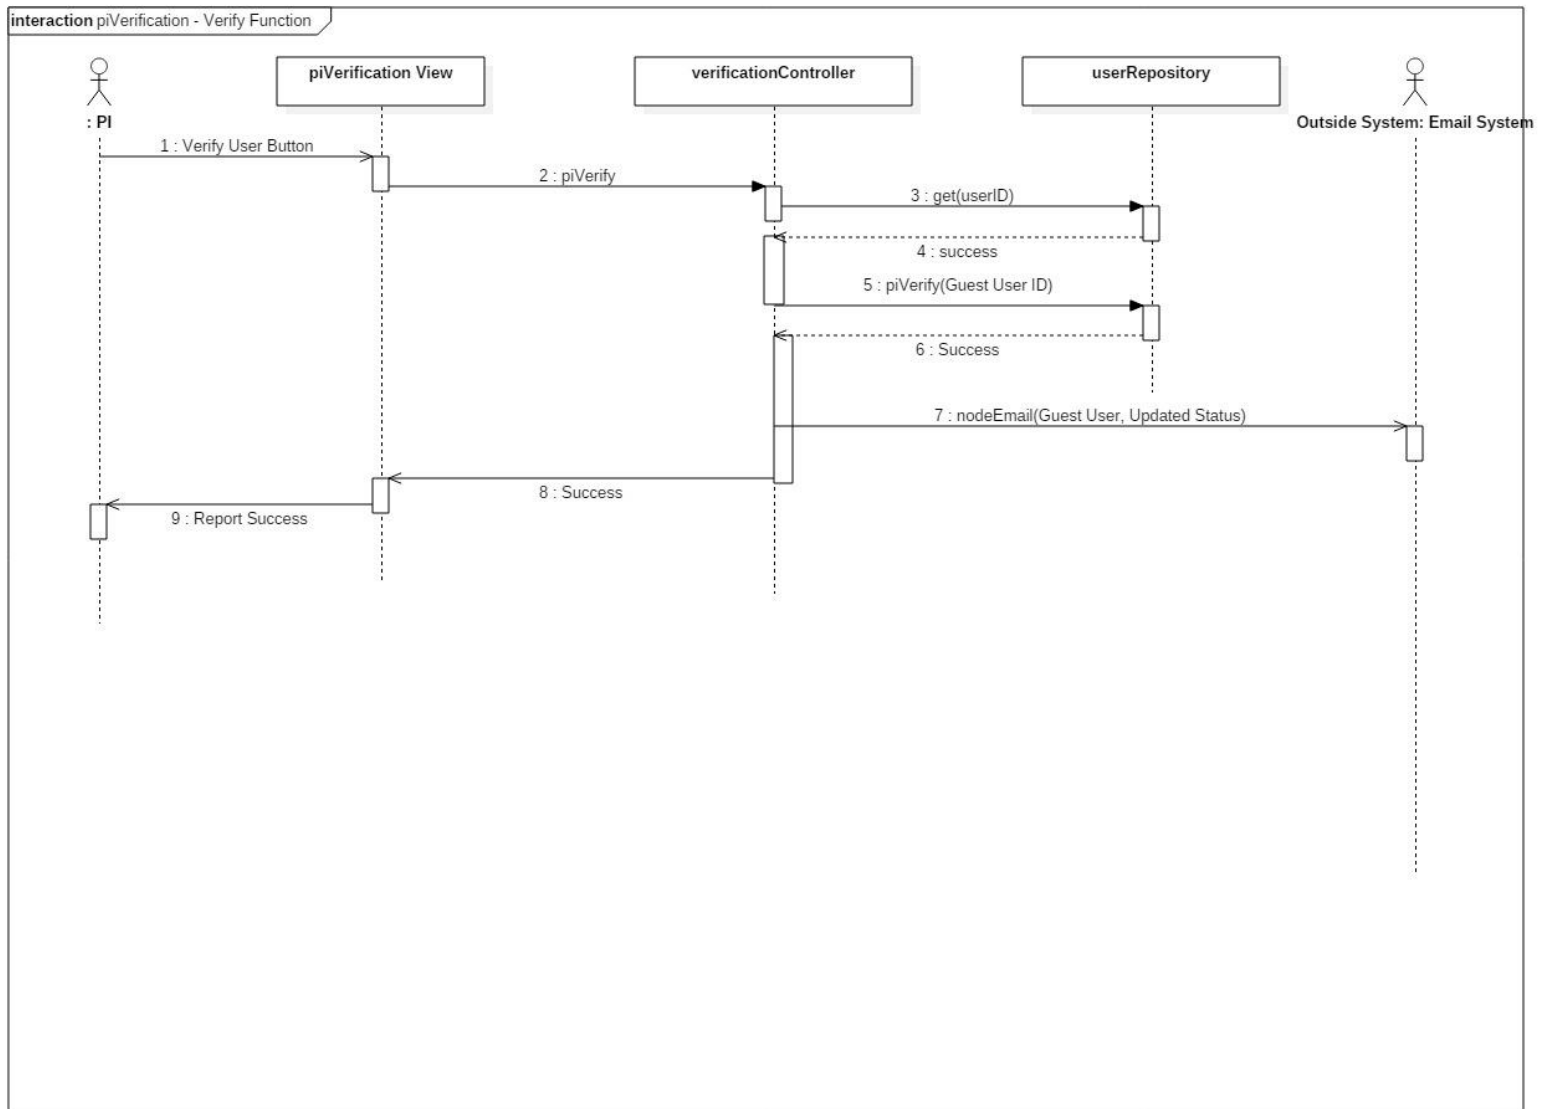 interaction piVerification - Verify Function
piVerification View
verificationController
userRepository
: PI
Outside System: Email System
1 : Verify User Button
2 : piVerify
3 : get(userID)
4 : success
5 : piVerify(Guest User ID)
6 : Success
7 : nodeEmail(Guest User, Updated Status)
8 : Success
9 : Report Success